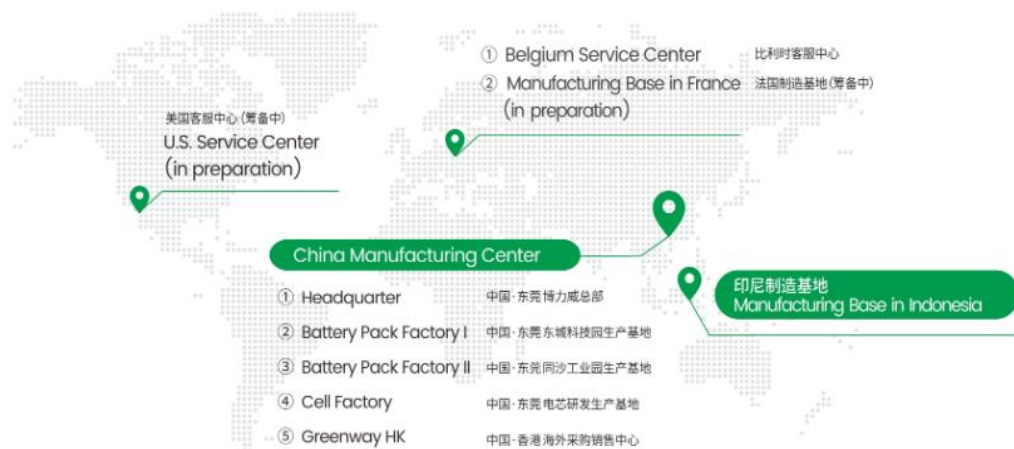 ① Belgium Service Center 比利时客服中心
② Manufacturing Base in France 法国制造基地(筹备中)
(in preparation)
美国客服中心(筹备中)
U.S. Service Center
(in preparation)
China Manufacturing Center
① Headquarter 中国·东莞博力威总部
② Battery Pack Factory I 中国·东莞东城科技园生产基地
③ Battery Pack Factory II 中国·东莞同沙工业园生产基地
④ Cell Factory 中国·东莞电芯研发生产基地
⑤ Greenway HK 中国·香港海外采购销售中心
印尼制造基地
Manufacturing Base in Indonesia